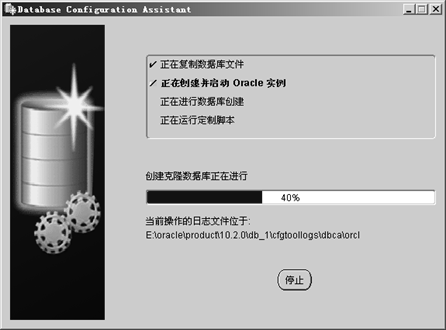 Database Configuration Assistant
正在复制数据库文件
正在创建并启动 Oracle 实例
正在进行数据库创建
正在运行定制脚本
创建克隆数据库正在进行
40%
当前操作的日志文件位于:
E:\oracle\product\10.2.0\db_1\cfgtoollogs\dbca\orcl
停止